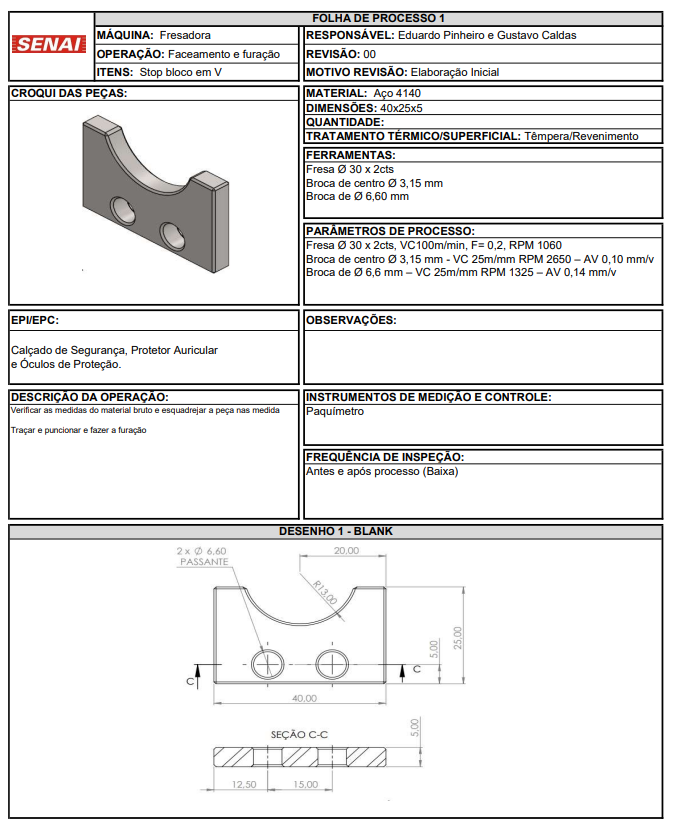 FOLHA DE PROCESSO 1
SENAI
MÁQUINA: Fresadora
OPERAÇÃO: Faceamento e furação
ITENS: Stop bloco em V
RESPONSÁVEL: Eduardo Pinheiro e Gustavo Caldas
REVISÃO: 00
MOTIVO REVISÃO: Elaboração Inicial
CROQUI DAS PEÇAS:
MATERIAL: Aço 4140
DIMENSÕES: 40x25x5
QUANTIDADE:
TRATAMENTO TÉRMICO/SUPERFICIAL: Têmpera/Revenimento
FERRAMENTAS:
Fresa Ø 30 x 2cts
Broca de centro Ø 3,15 mm
Broca de Ø 6,60 mm
PARÂMETROS DE PROCESSO:
Fresa Ø 30 x 2cts, VC100m/min, F= 0,2, RPM 1060
Broca de centro Ø 3,15 mm - VC 25m/mm RPM 2650 – AV 0,10 mm/v
Broca de Ø 6,6 mm – VC 25m/mm RPM 1325 – AV 0,14 mm/v
EPI/EPC:
Calçado de Segurança, Protetor Auricular
e Óculos de Proteção.
OBSERVAÇÕES:
DESCRIÇÃO DA OPERAÇÃO:
Verificar as medidas do material bruto e esquadrejar a peça nas medida
Traçar e puncionar e fazer a furação
INSTRUMENTOS DE MEDIÇÃO E CONTROLE:
Paquímetro
FREQUÊNCIA DE INSPEÇÃO:
Antes e após processo (Baixa)
DESENHO 1 - BLANK
2 x Ø 6.60
PASSANTE
20,00
R13,00
5,00
25,00
C
C
40,00
SEÇÃO C-C
5,00
12,50
15,00